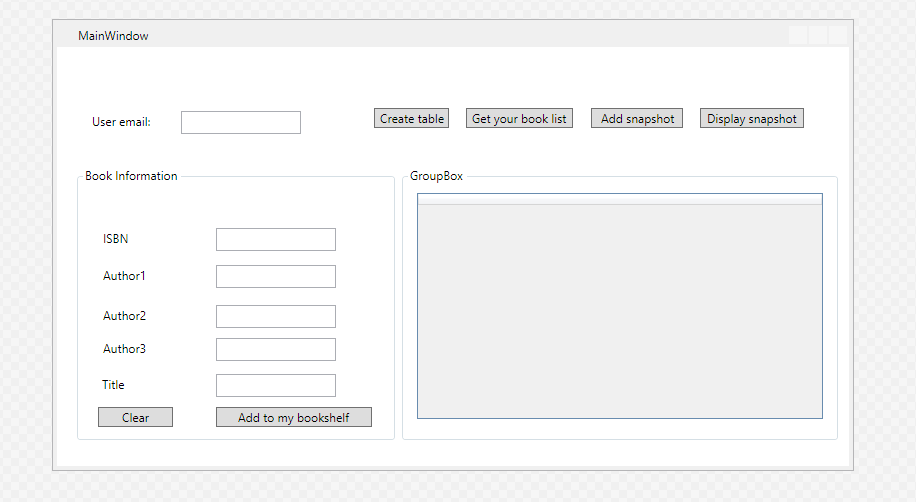 MainWindow
User email:
Create table
Get your book list
Add snapshot
Display snapshot
Book Information
GroupBox
ISBN
Author1
Author2
Author3
Title
Clear
Add to my bookshelf